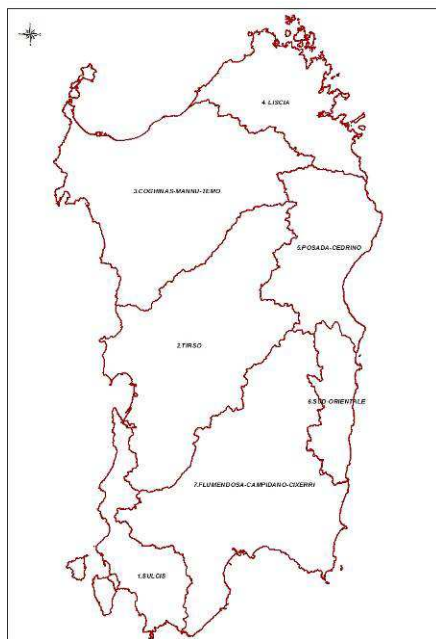 4. LISCIA
3.COGHINAS-MANNU-TEMO
5.POSADA-CEDRINO
2.TIRSO
6.SUD-ORIENTALE
7.FLUMENDOSA-CAMPIDANO-CIXERRI
1.SULCIS